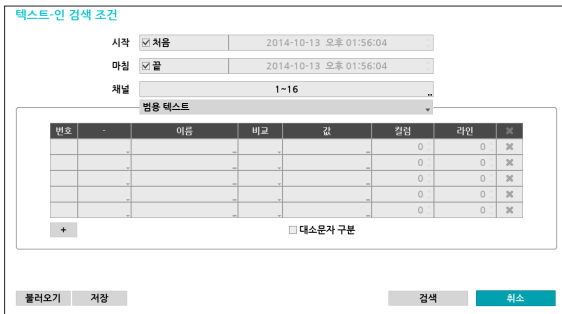 텍스트-인 검색 조건
시작 처음 2014-10-13 오후 01:56:04
마침 끝 2014-10-13 오후 01:56:04
채널 1~16 ..
범용 텍스트
번호 - 이름 비교 값 컬럼 라인 ✖
0 0 ✖
0 0 ✖
0 0 ✖
0 0 ✖
0 0 ✖
+ 대소문자 구분
불러오기 저장 검색 취소